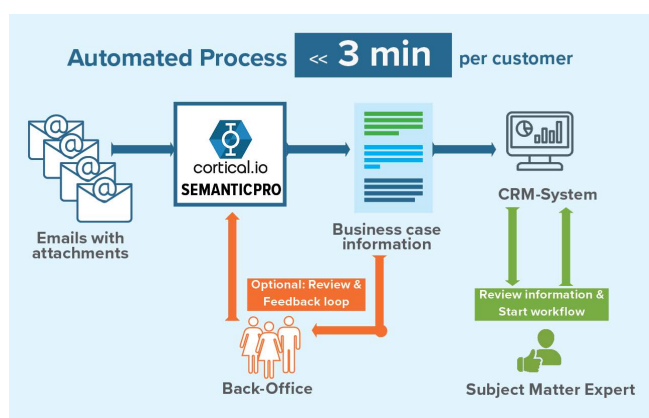 Automated Process << 3 min per customer
cortical.io
SEMANTICPRO
Emails with
attachments
Business case
information
CRM-System
Optional: Review &
Feedback loop
Review information &
Start workflow
Back-Office
Subject Matter Expert